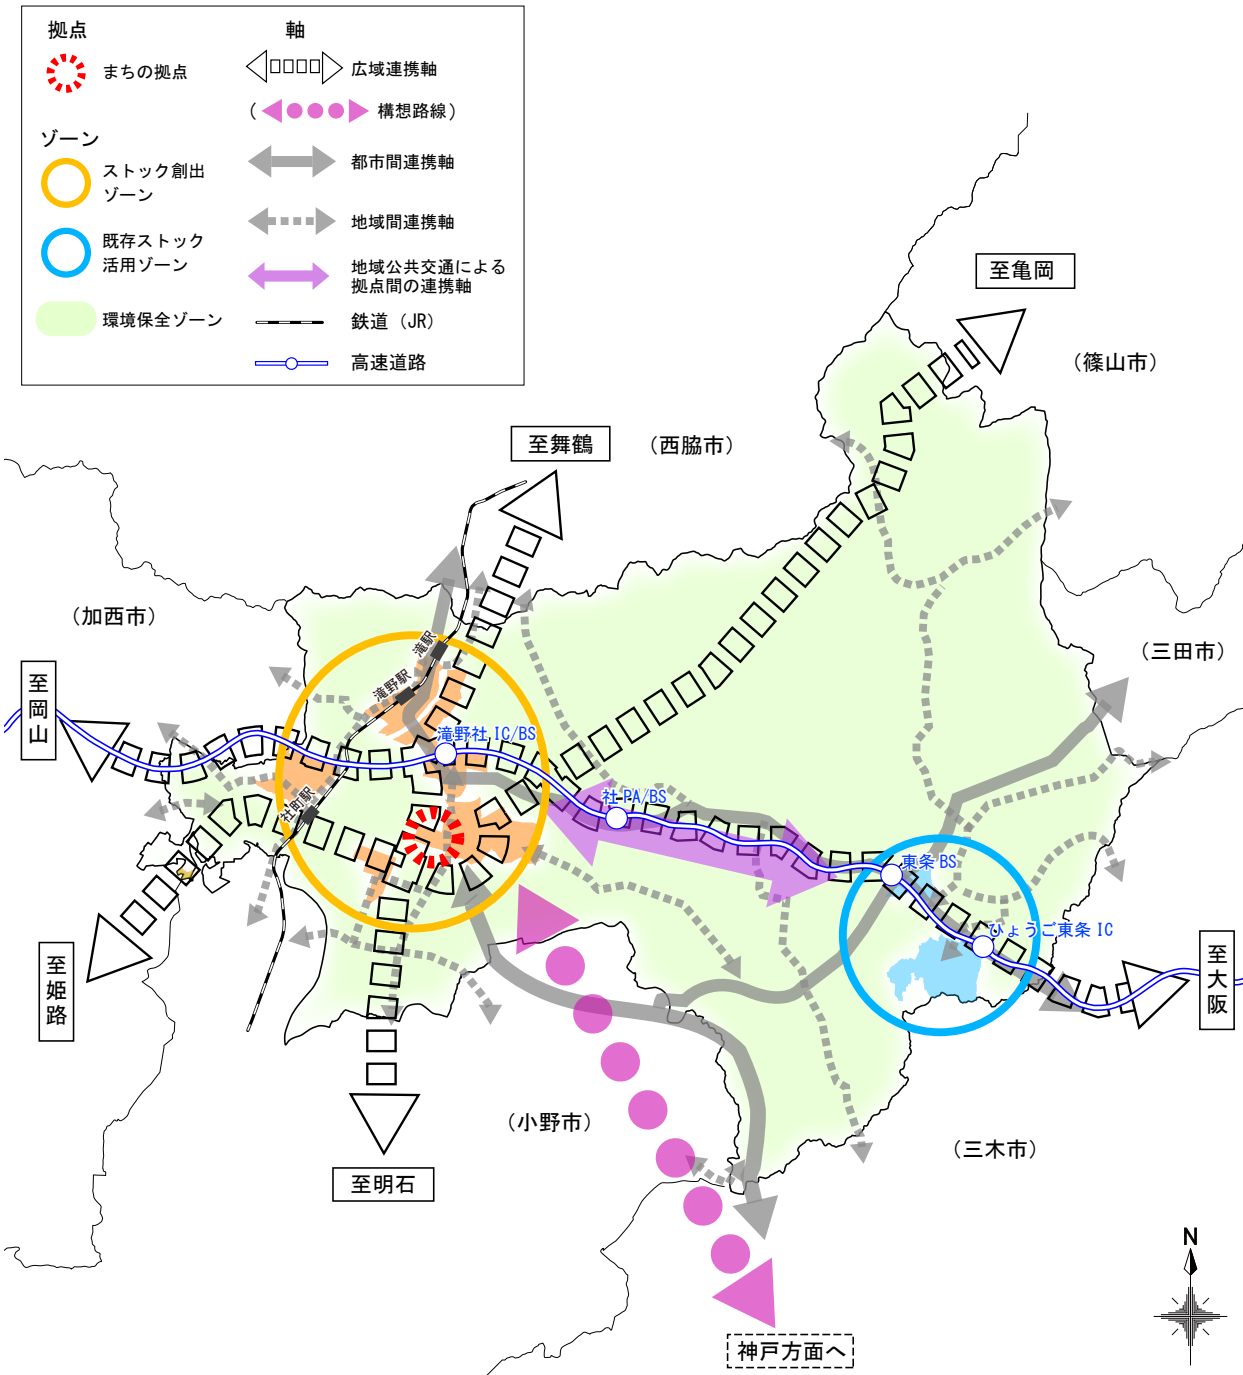 拠点
軸
まちの拠点
広域連携軸
(構想路線)
ゾーン
ストック創出
ゾーン
都市間連携軸
地域間連携軸
既存ストック
活用ゾーン
地域公共交通による
拠点間の連携軸
環境保全ゾーン
鉄道 (JR)
高速道路
至亀岡
(篠山市)
至舞鶴
(西脇市)
(加西市)
(三田市)
至岡山
滝駅
滝野駅
滝野社 IC/BS
社町駅
社 PA/BS
東条 BS
ひょうご東条 IC
至大阪
至姫路
(小野市)
(三木市)
至明石
神戸方面へ
N